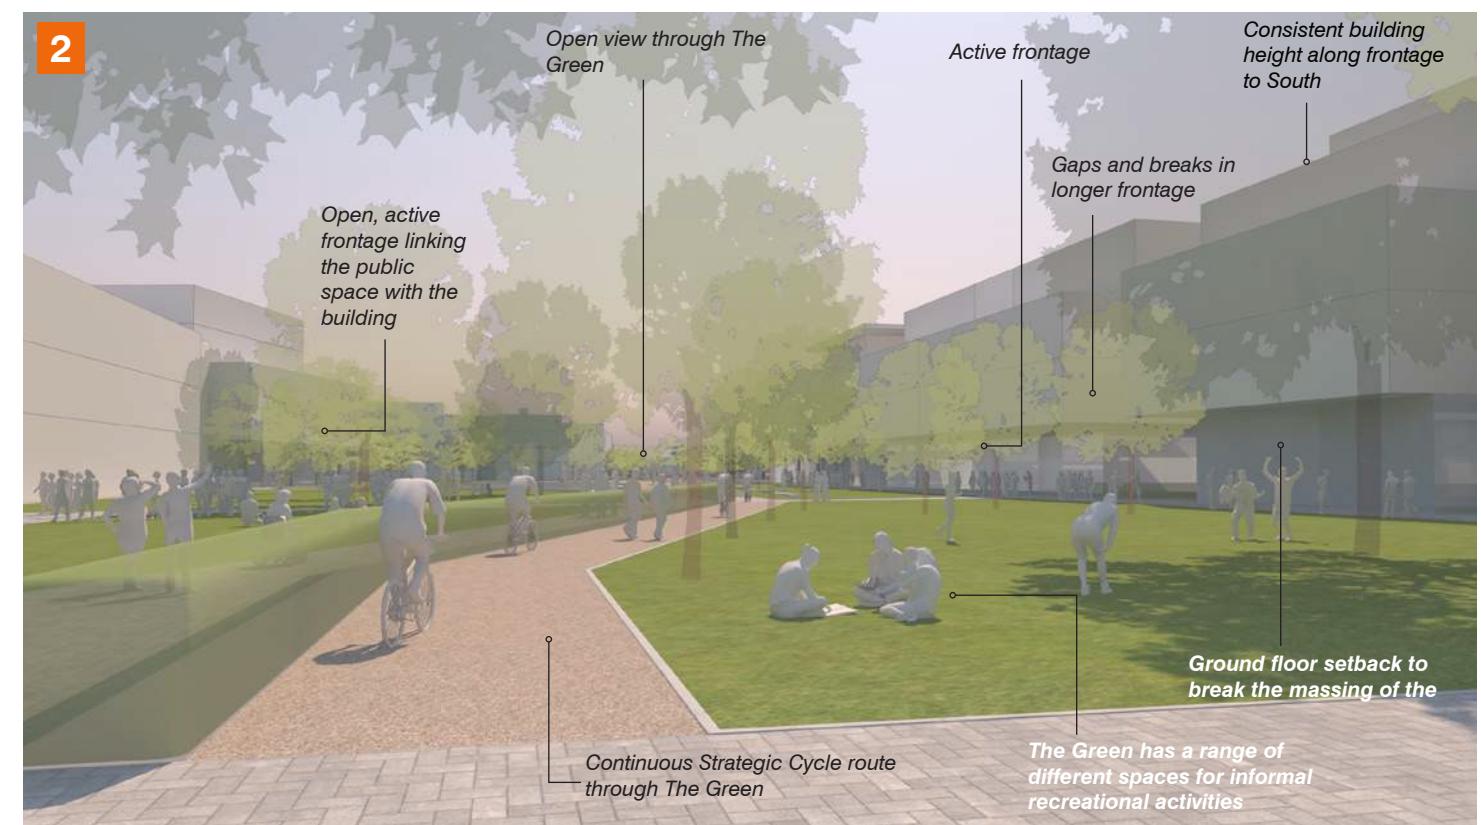 2
Open view through The
Green
Active frontage
Consistent building
height along frontage
to South
Gaps and breaks in
longer frontage
Open, active
frontage linking
the public
space with the
building
Ground floor setback to
break the massing of the
The Green has a range of
different spaces for informal
recreational activities
Continuous Strategic Cycle route
through The Green